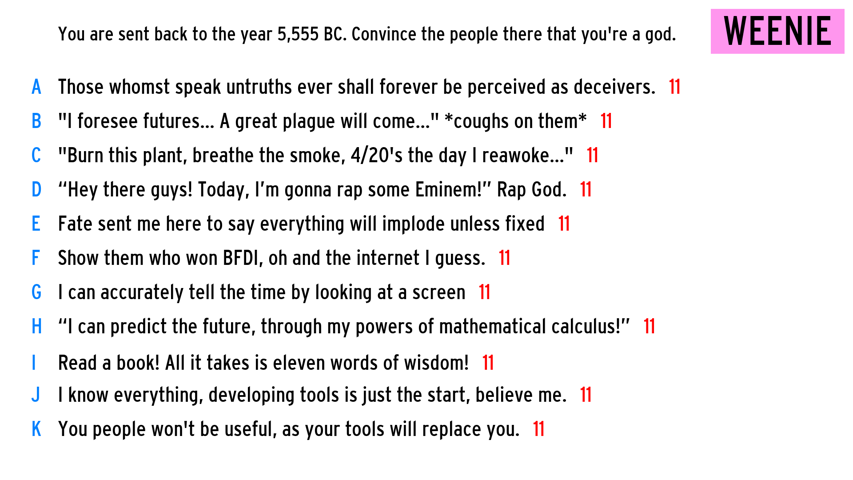 You are sent back to the year 5,555 BC. Convince the people there that you're a god.
WEENIE
A Those whomst speak untruths ever shall forever be perceived as deceivers. 11
B "I foresee futures... A great plague will come..." *coughs on them* 11
C "Burn this plant, breathe the smoke, 4/20's the day I reawoke..." 11
D “Hey there guys! Today, I’m gonna rap some Eminem!” Rap God. 11
E Fate sent me here to say everything will implode unless fixed 11
F Show them who won BFDI, oh and the internet I guess. 11
G I can accurately tell the time by looking at a screen 11
H “I can predict the future, through my powers of mathematical calculus!” 11
I Read a book! All it takes is eleven words of wisdom! 11
J I know everything, developing tools is just the start, believe me. 11
K You people won't be useful, as your tools will replace you. 11